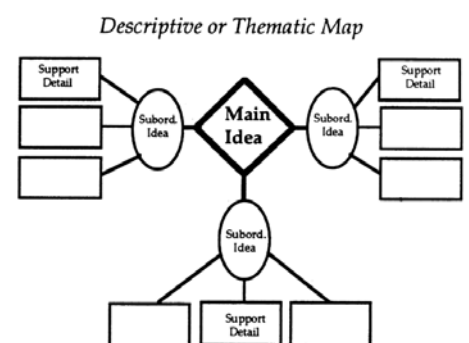 Descriptive or Thematic Map
Support
Detail
Subord.
Idea
Main
Idea
Subord.
Idea
Support
Detail
Subord.
Idea
Support
Detail